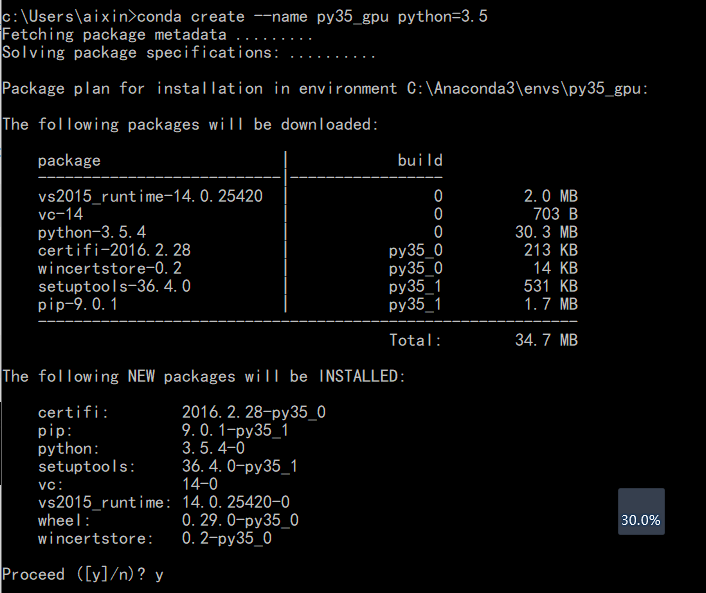 c:\Users\aixin>conda create --name py35_gpu python=3.5
Fetching package metadata .........
Solving package specifications: ..........
Package plan for installation in environment C:\Anaconda3\envs\py35_gpu:
The following packages will be downloaded:
package | build
---------------------------|-----------------
vs2015_runtime-14.0.25420 | 0 2.0 MB
vc-14 | 0 703 B
python-3.5.4 | 0 30.3 MB
certifi-2016.2.28 | py35_0 213 KB
wincertstore-0.2 | py35_0 14 KB
setuptools-36.4.0 | py35_1 531 KB
pip-9.0.1 | py35_1 1.7 MB
------------------------------------------------------------
Total: 34.7 MB
The following NEW packages will be INSTALLED:
certifi: 2016.2.28-py35_0
pip: 9.0.1-py35_1
python: 3.5.4-0
setuptools: 36.4.0-py35_1
vc: 14-0
vs2015_runtime: 14.0.25420-0
wheel: 0.29.0-py35_0
wincertstore: 0.2-py35_0
30.0%
Proceed ([y]/n)? y